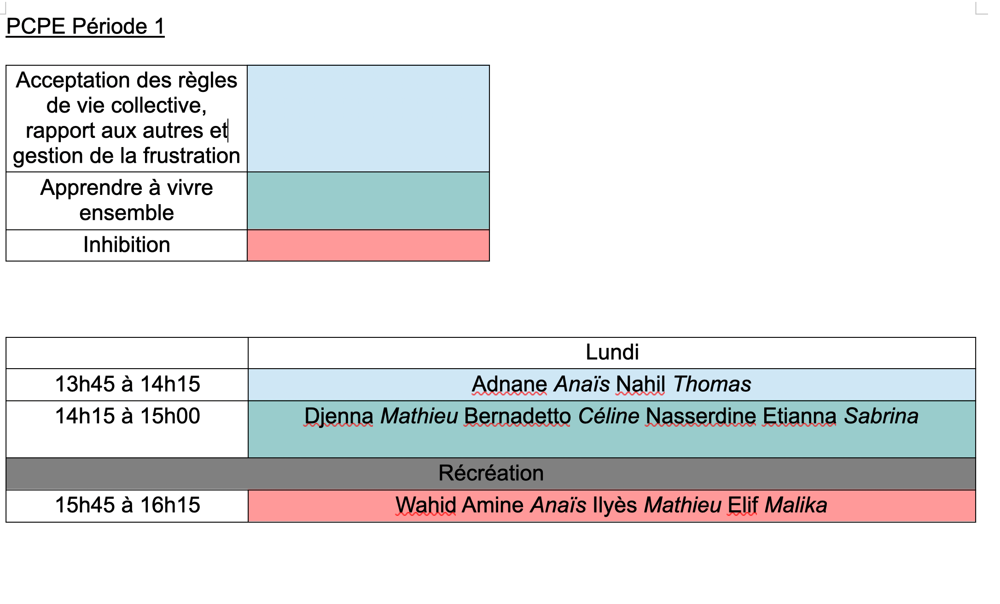 PCPE Période 1
Acceptation des règles
de vie collective,
rapport aux autres et
gestion de la frustration
Apprendre à vivre
ensemble
Inhibition
Lundi
13h45 à 14h15 Adnane Anaïs Nahil Thomas
14h15 à 15h00 Djenna Mathieu Bernadetto Céline Nasserdine Etianna Sabrina
Récréation
15h45 à 16h15 Wahid Amine Anaïs Ilyès Mathieu Elif Malika